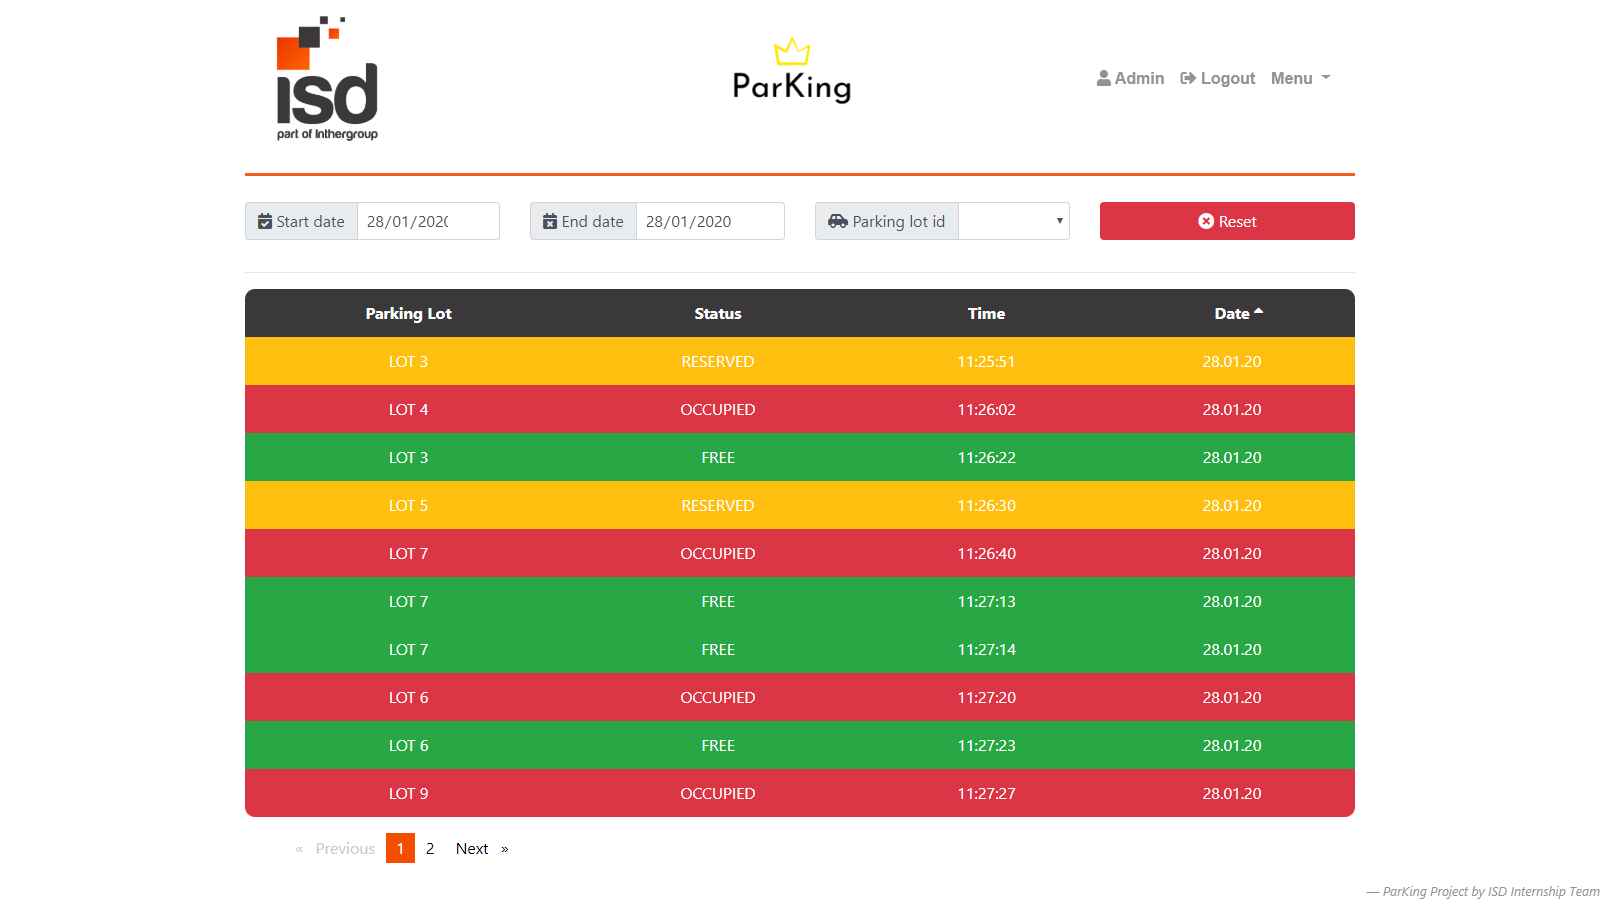 isd
part of Inthergroup
ParKing
Admin Logout Menu
Start date 28/01/2020 End date 28/01/2020 Parking lot id Reset
Parking Lot Status Time Date
LOT 3 RESERVED 11:25:51 28.01.20
LOT 4 OCCUPIED 11:26:02 28.01.20
LOT 3 FREE 11:26:22 28.01.20
LOT 5 RESERVED 11:26:30 28.01.20
LOT 7 OCCUPIED 11:26:40 28.01.20
LOT 7 FREE 11:27:13 28.01.20
LOT 7 FREE 11:27:14 28.01.20
LOT 6 OCCUPIED 11:27:20 28.01.20
LOT 6 FREE 11:27:23 28.01.20
LOT 9 OCCUPIED 11:27:27 28.01.20
« Previous 1 2 Next »
— ParKing Project by ISD Internship Team